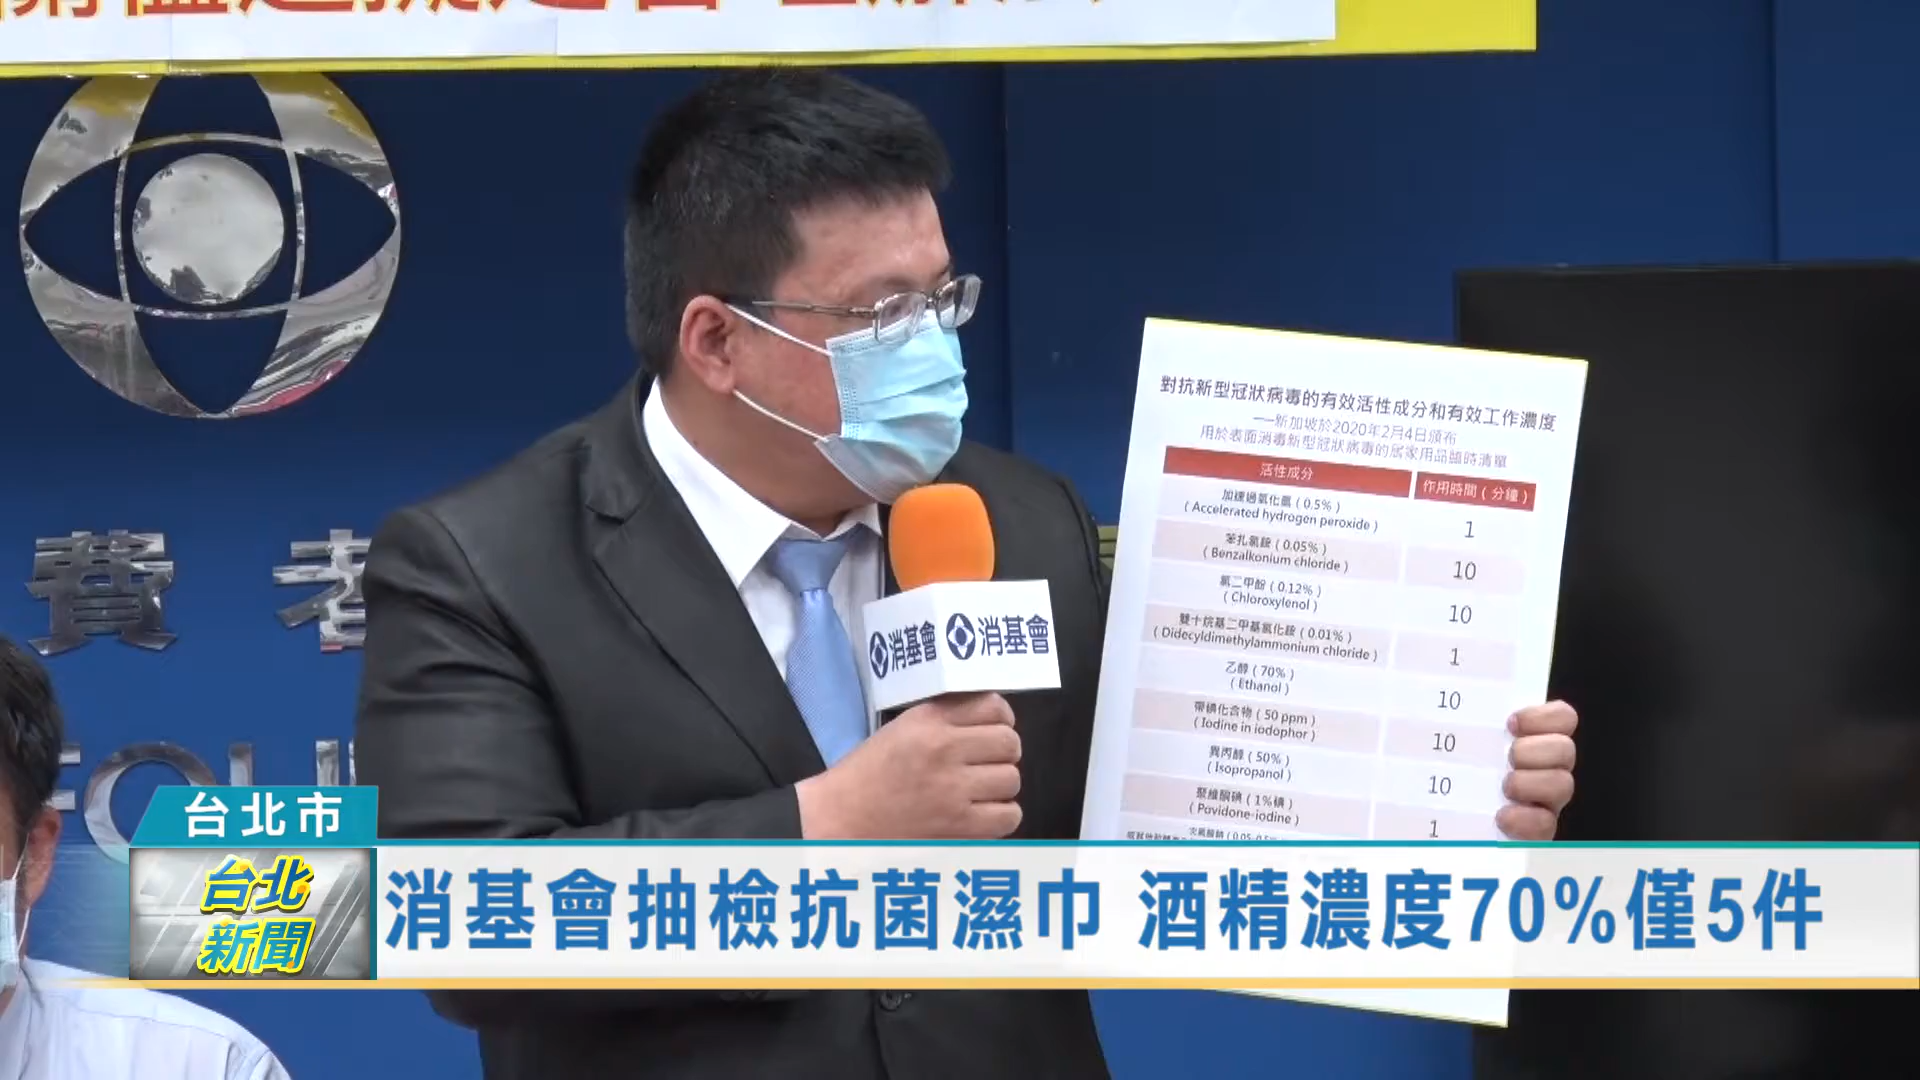 費者
消基會
消基會
對抗新型冠狀病毒的有效活性成分和有效工作濃度
——新加坡於2020年2月4日頒布
用於表面消毒新型冠狀病毒的居家用品臨時清單
活性成分 作用時間（分鐘）
加速過氧化氫（0.5%）
（Accelerated hydrogen peroxide） 1
苯扎氯銨（0.05%）
（Benzalkonium chloride） 10
氯二甲酚（0.12%）
（Chloroxylenol） 10
雙十烷基二甲基氯化銨（0.01%）
（Didecyldimethylammonium chloride） 1
乙醇（70%）
（Ethanol） 10
帶碘化合物（50 ppm）
（Iodine in iodophor） 10
異丙醇（50%）
（Isopropanol） 10
聚維酮碘（1%碘）
（Povidone-iodine） 1
台北市
台北
新聞
消基會抽檢抗菌濕巾 酒精濃度70%僅5件